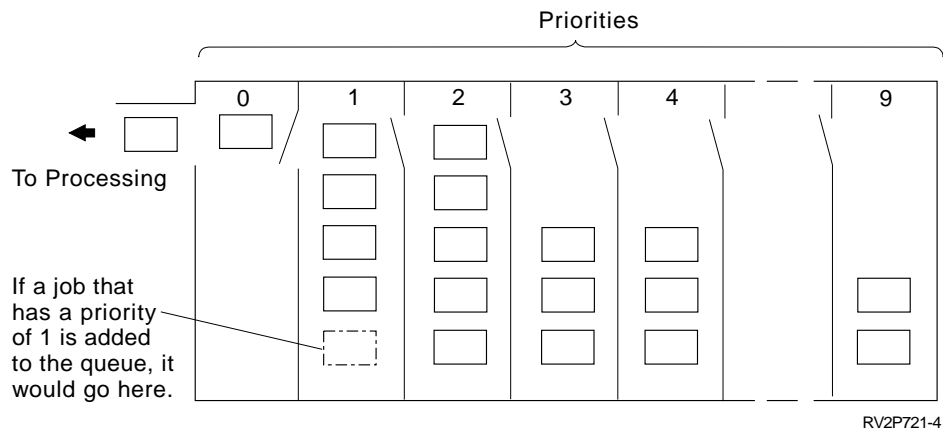 Priorities
0 1 2 3 4 9
To Processing
If a job that
has a priority
of 1 is added
to the queue, it
would go here.
RV2P721-4